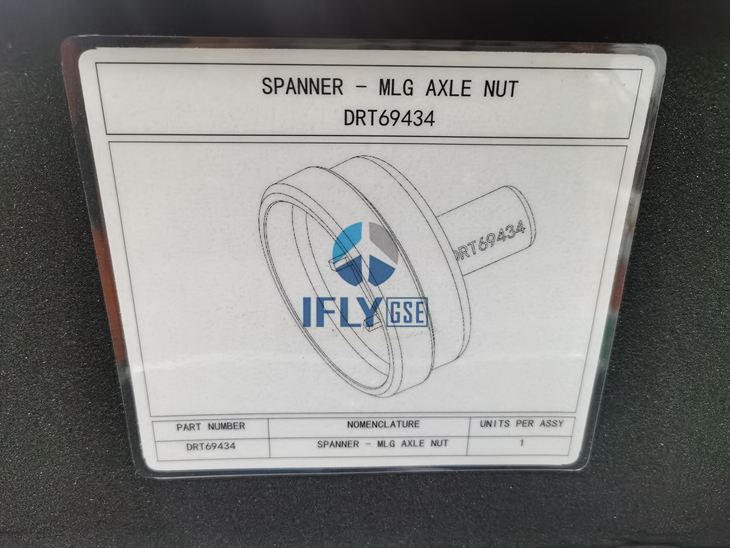 SPANNER - MLG AXLE NUT
DRT69434
DRT69434
IFLY GSE
PART NUMBER NOMENCLATURE UNITS PER ASSY
DRT69434 SPANNER - MLG AXLE NUT 1